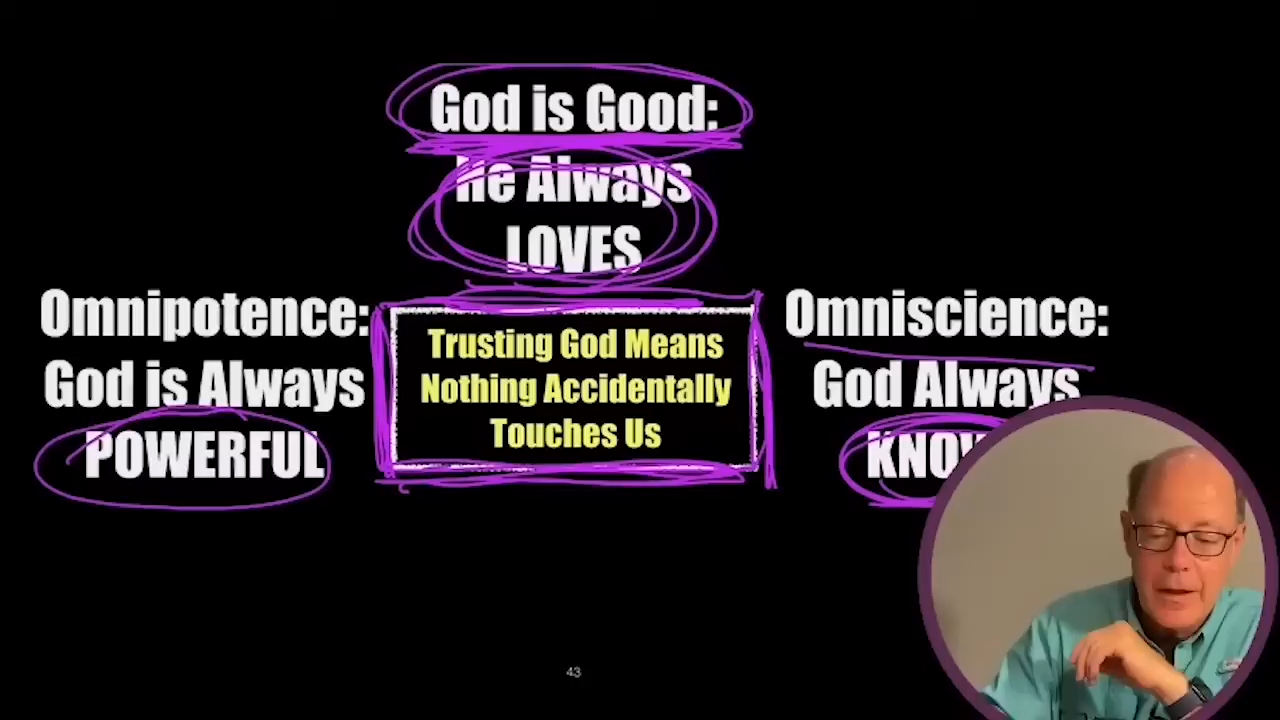 God is Good:
He Always
LOVES
Omnipotence:
God is Always
POWERFUL
Trusting God Means
Nothing Accidentally
Touches Us
Omniscience:
God Always
43